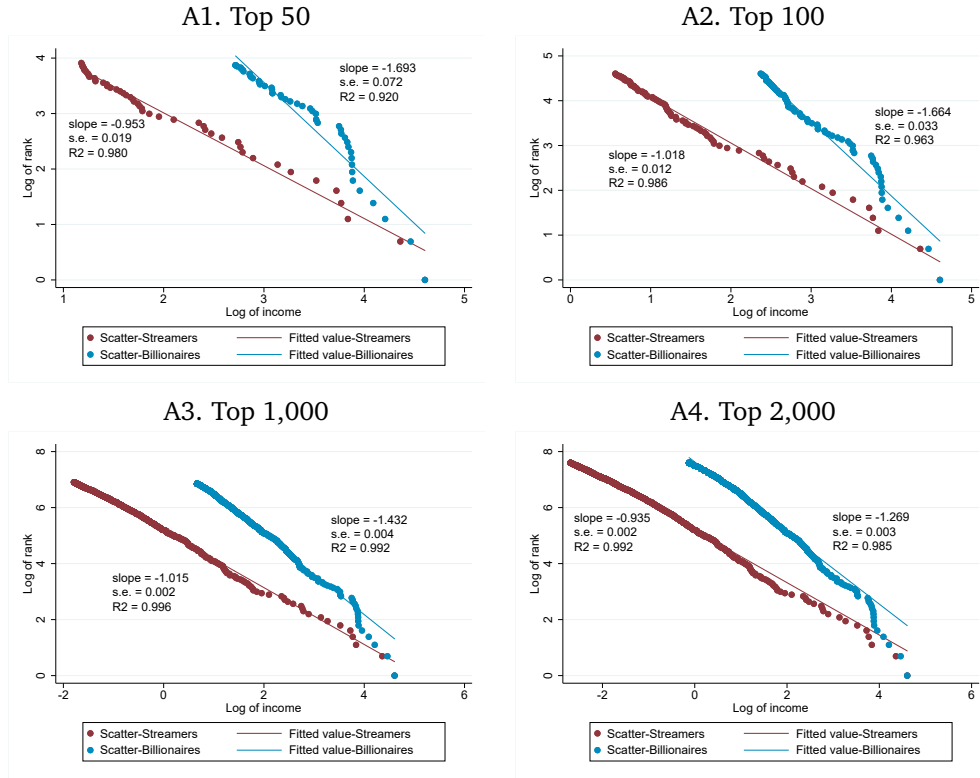 A1. Top 50
Log of rank
4
3
2
1
0
slope = -1.693
s.e. = 0.072
R2 = 0.920
slope = -0.953
s.e. = 0.019
R2 = 0.980
1
2
3
4
5
Log of income
Scatter-Streamers
Fitted value-Streamers
Scatter-Billionaires
Fitted value-Billionaires
A2. Top 100
Log of rank
5
4
3
2
1
0
slope = -1.664
s.e. = 0.033
R2 = 0.963
slope = -1.018
s.e. = 0.012
R2 = 0.986
0
1
2
3
4
5
Log of income
Scatter-Streamers
Fitted value-Streamers
Scatter-Billionaires
Fitted value-Billionaires
A3. Top 1,000
Log of rank
8
6
4
2
0
slope = -1.432
s.e. = 0.004
R2 = 0.992
slope = -1.015
s.e. = 0.002
R2 = 0.996
-2
0
2
4
6
Log of income
Scatter-Streamers
Fitted value-Streamers
Scatter-Billionaires
Fitted value-Billionaires
A4. Top 2,000
Log of rank
8
6
4
2
0
slope = -0.935
s.e. = 0.002
R2 = 0.992
slope = -1.269
s.e. = 0.003
R2 = 0.985
-2
0
2
4
6
Log of income
Scatter-Streamers
Fitted value-Streamers
Scatter-Billionaires
Fitted value-Billionaires